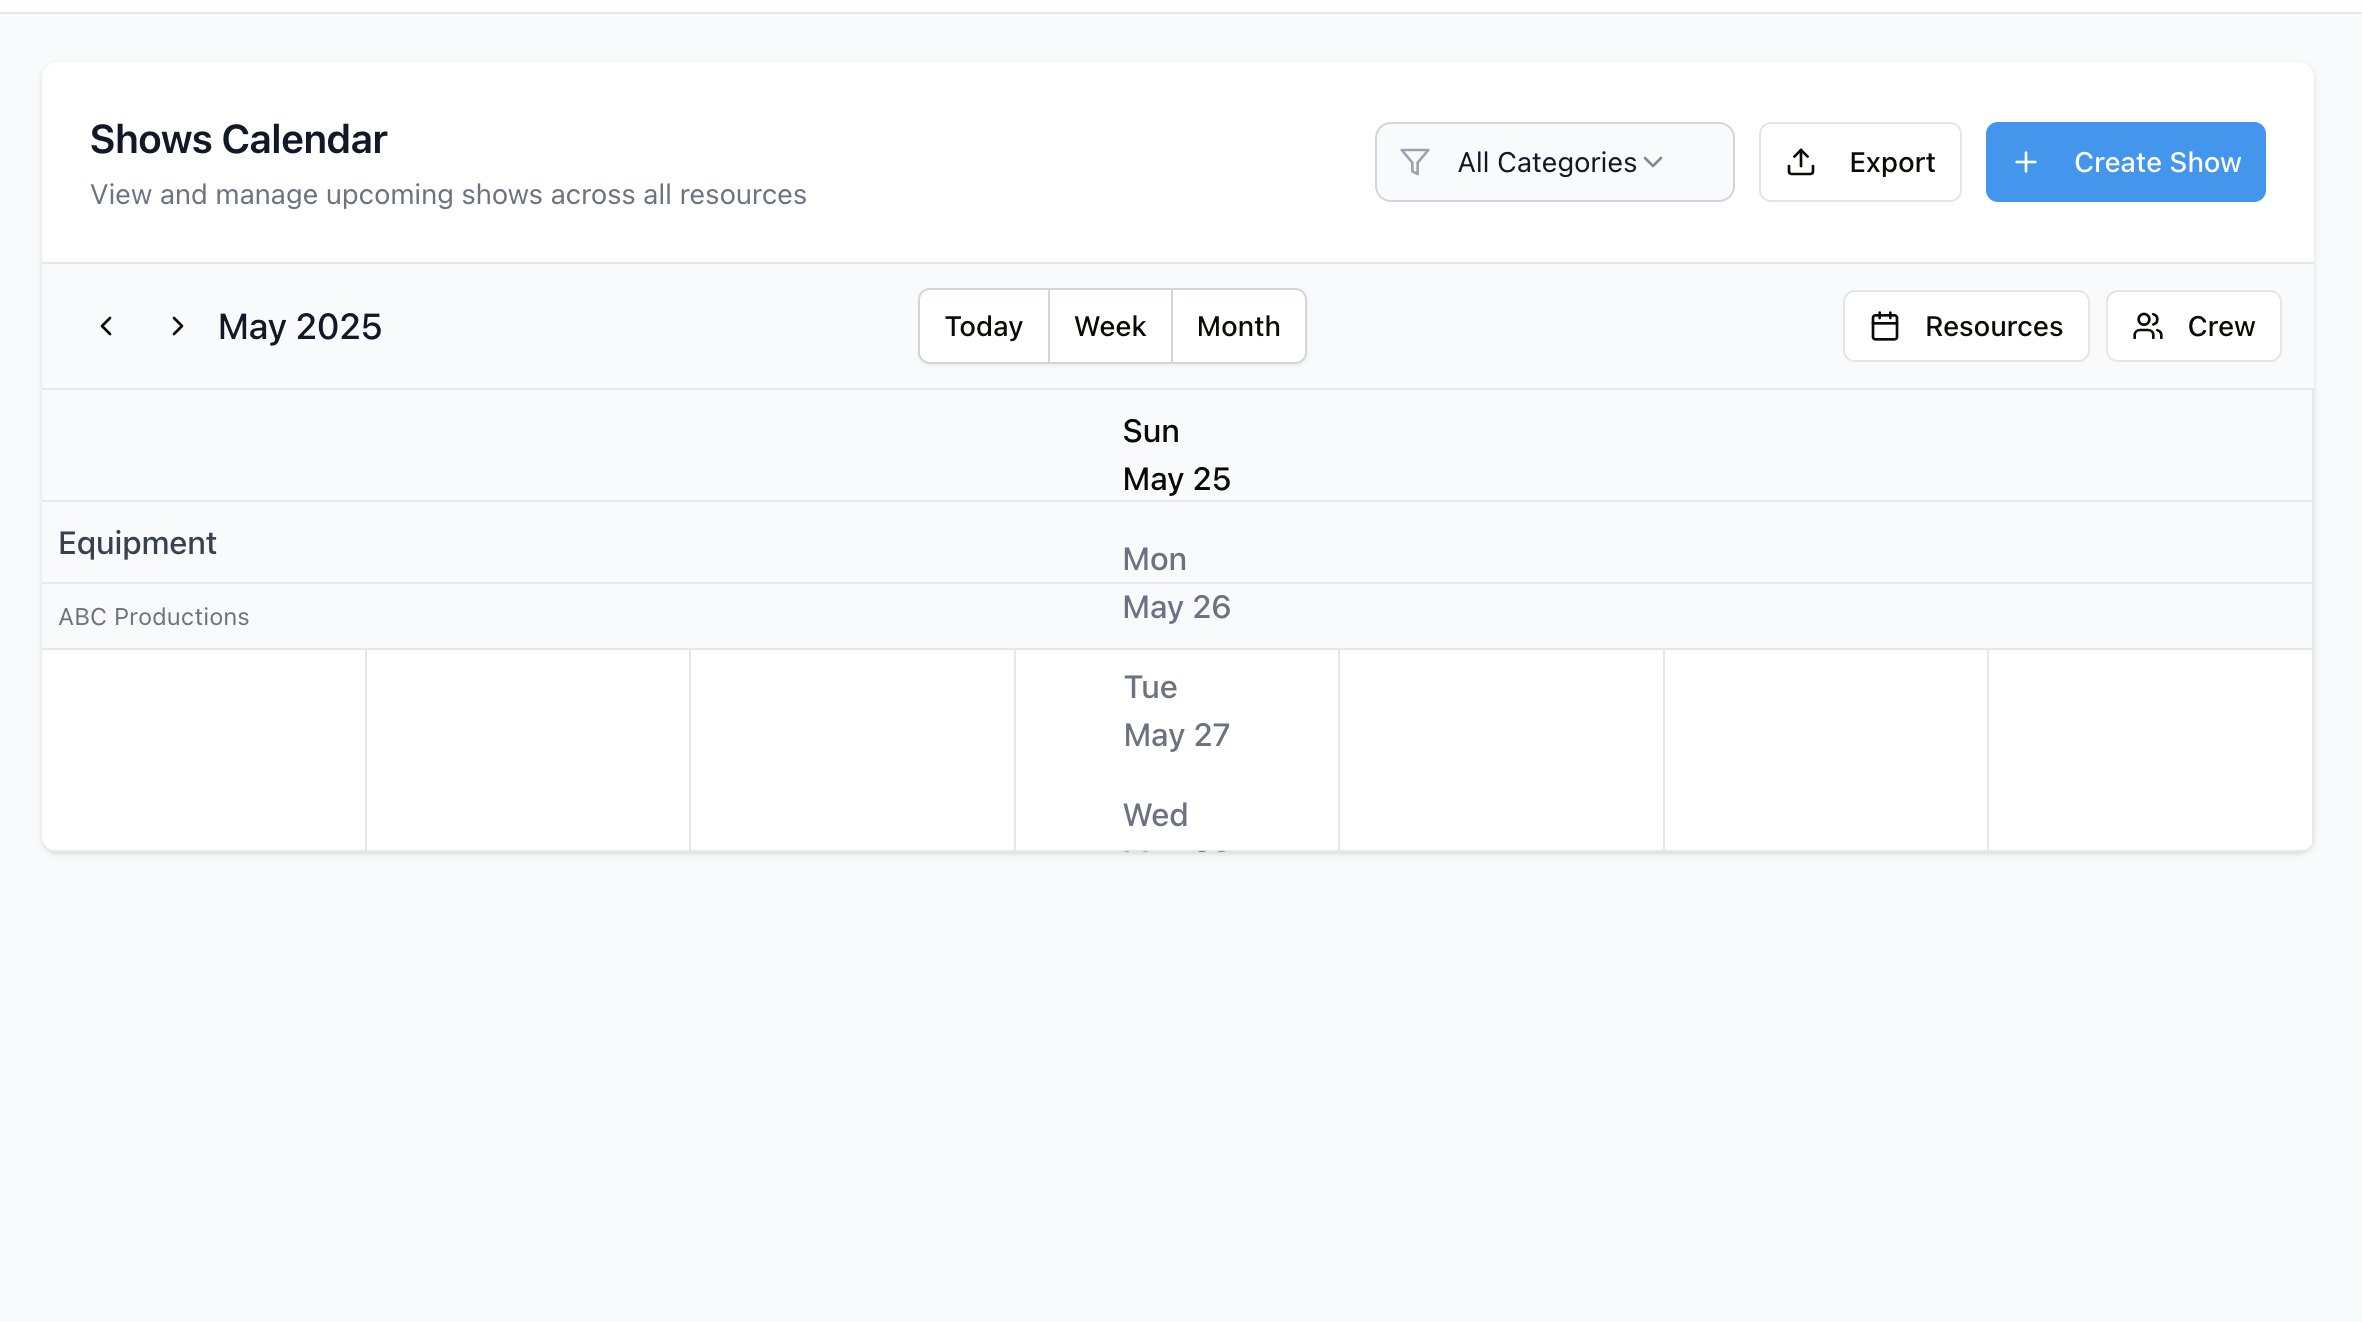 Shows Calendar
View and manage upcoming shows across all resources
All Categories
Export
Create Show
May 2025
Today
Week
Month
Resources
Crew
Sun
May 25
Equipment
Mon
May 26
ABC Productions
Tue
May 27
Wed